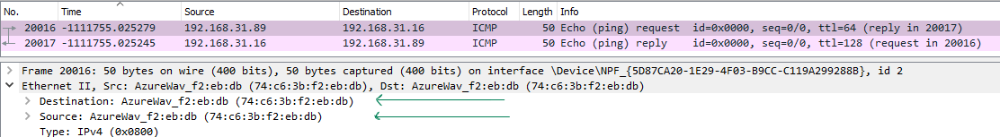 No. Time Source Destination Protocol Length Info
20016 -1111755.025279 192.168.31.89 192.168.31.16 ICMP 50 Echo (ping) request id=0x0000, seq=0/0, ttl=64 (reply in 20017)
20017 -1111755.025245 192.168.31.16 192.168.31.89 ICMP 50 Echo (ping) reply id=0x0000, seq=0/0, ttl=128 (request in 20016)
Frame 20016: 50 bytes on wire (400 bits), 50 bytes captured (400 bits) on interface \Device\NPF_{5D87CA20-1E29-4F03-B9CC-C119A299288B}, id 2
Ethernet II, Src: AzureWav_f2:eb:db (74:c6:3b:f2:eb:db), Dst: AzureWav_f2:eb:db (74:c6:3b:f2:eb:db)
Destination: AzureWav_f2:eb:db (74:c6:3b:f2:eb:db)
Source: AzureWav_f2:eb:db (74:c6:3b:f2:eb:db)
Type: IPv4 (0x0800)